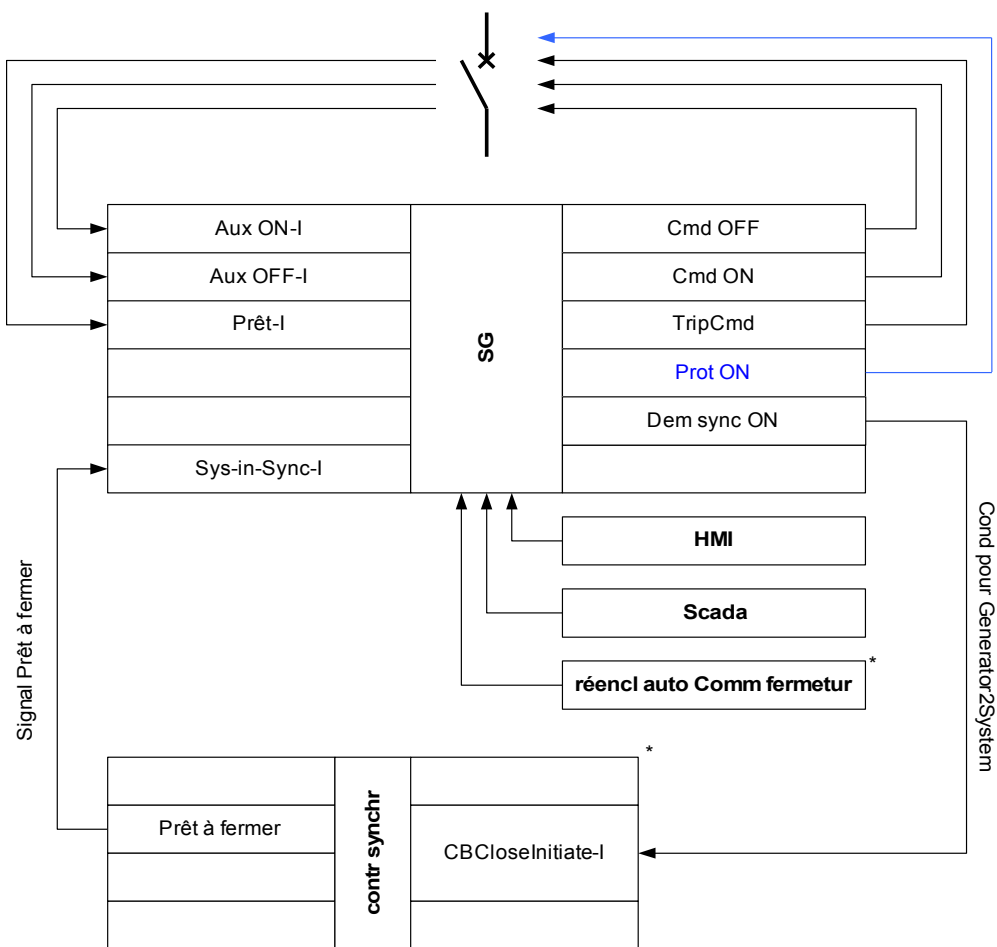 Aux ON-I
Cmd OFF
Aux OFF-I
Cmd ON
Prêt-I
TripCmd
SG
Prot ON
Dem sync ON
Sys-in-Sync-I
HMI
Scada
réencl auto Comm fermetur
*
Signal Prêt à fermer
Cond pour Generator2System
*
Prêt à fermer
contr synchr
CBCloseInitiate-I